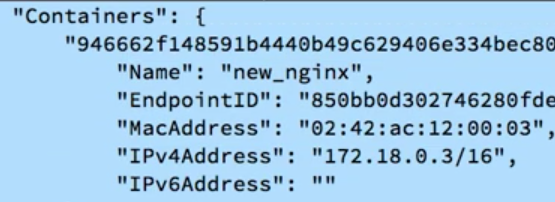 "Containers": {
"946662f148591b4440b49c629406e334bec80
"Name": "new_nginx",
"EndpointID": "850bb0d302746280fde
"MacAddress": "02:42:ac:12:00:03",
"IPv4Address": "172.18.0.3/16",
"IPv6Address": ""